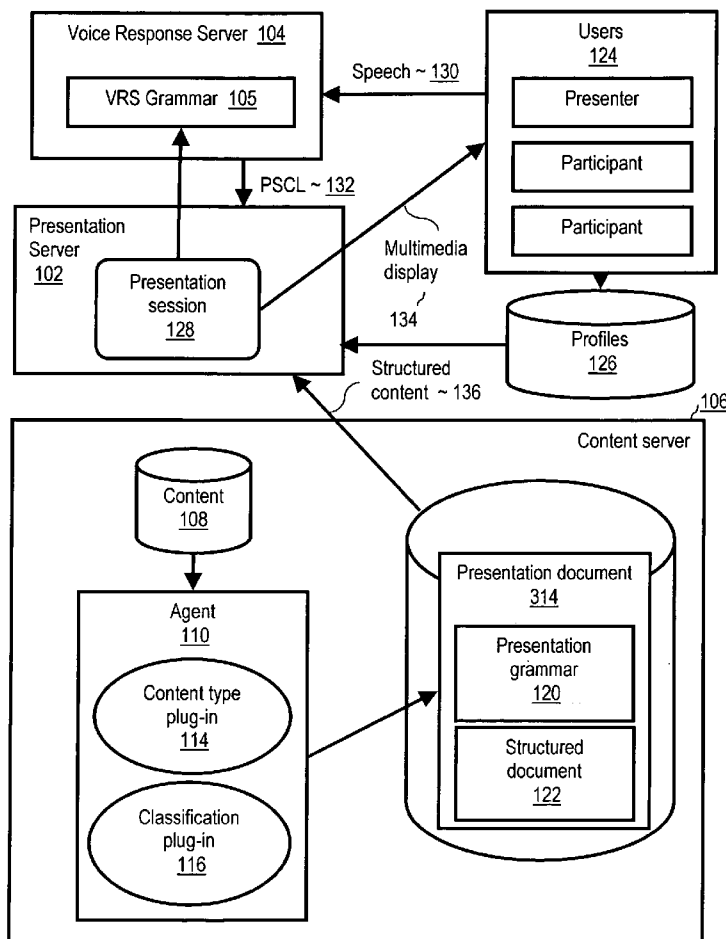 Voice Response Server 104
VRS Grammar 105
Speech ~ 130
Users
124
Presenter
Participant
Participant
PSCL ~ 132
Presentation
Server
102
Presentation
session
128
Multimedia
display
134
Profiles
126
Structured
content ~ 136
106
Content server
Content
108
Agent
110
Content type
plug-in
114
Classification
plug-in
116
Presentation document
314
Presentation
grammar
120
Structured
document
122